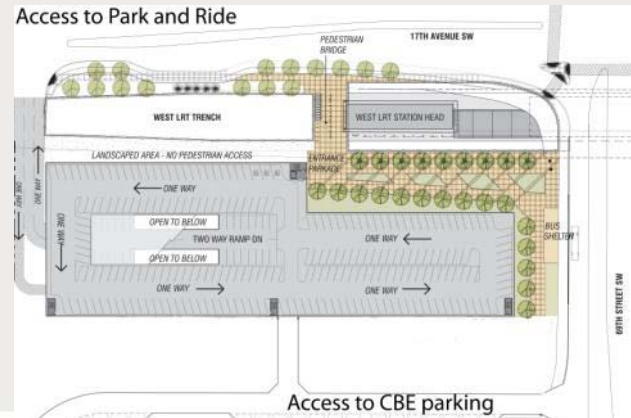 Access to Park and Ride
17TH AVENUE SW
PEDESTRIAN
BRIDGE
WEST LRT TRENCH
WEST LRT STATION HEAD
LANDSCAPED AREA - NO PEDESTRIAN ACCESS
ENTRANCE
PARKADE
ONE WAY
ONE WAY
ONE WAY
ONE WAY
OPEN TO BELOW
TWO WAY RAMP DN
OPEN TO BELOW
ONE WAY
ONE WAY
ONE WAY
BUS
SHELTER
69TH STREET SW
Access to CBE parking